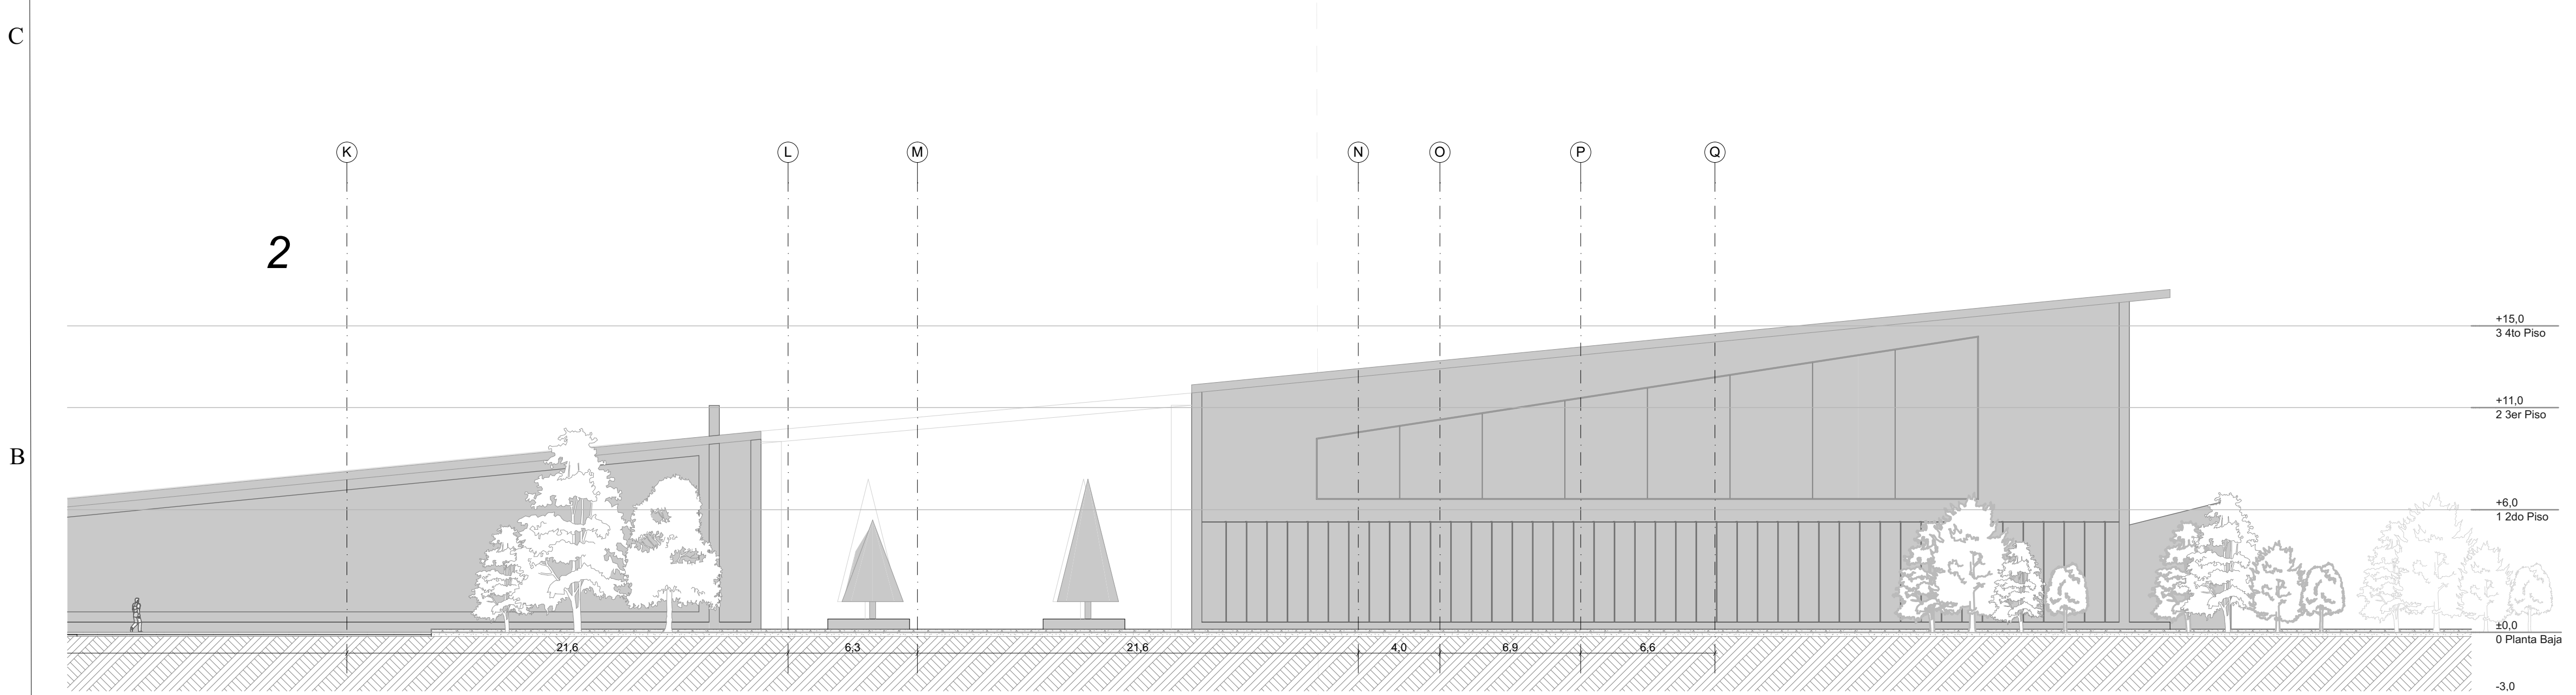 C
K L M N O P Q
2
+15,0
3 4to Piso
+11,0
2 3er Piso
B
+6,0
1 2do Piso
±0,0
0 Planta Baja
21,6 6,3 21,6 4,0 6,9 6,6
-3,0